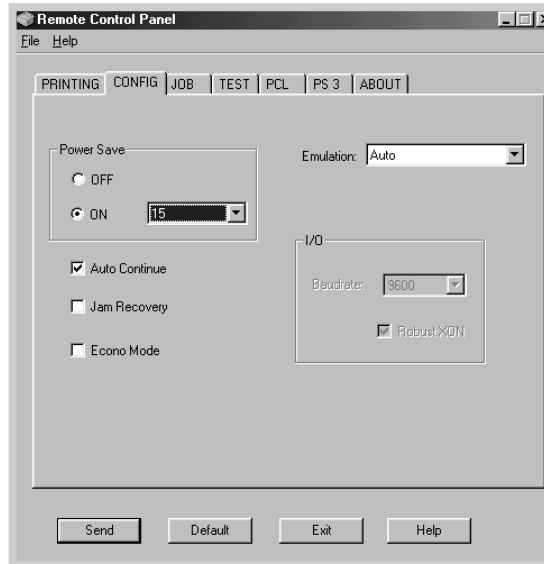 Remote Control Panel
File Help
PRINTING CONFIG JOB TEST PCL PS 3 ABOUT
Power Save
Emulation: Auto
OFF
ON 15
I/O
Auto Continue
Baudrate: 9600
Jam Recovery
Robust XON
Econo Mode
Send Default Exit Help